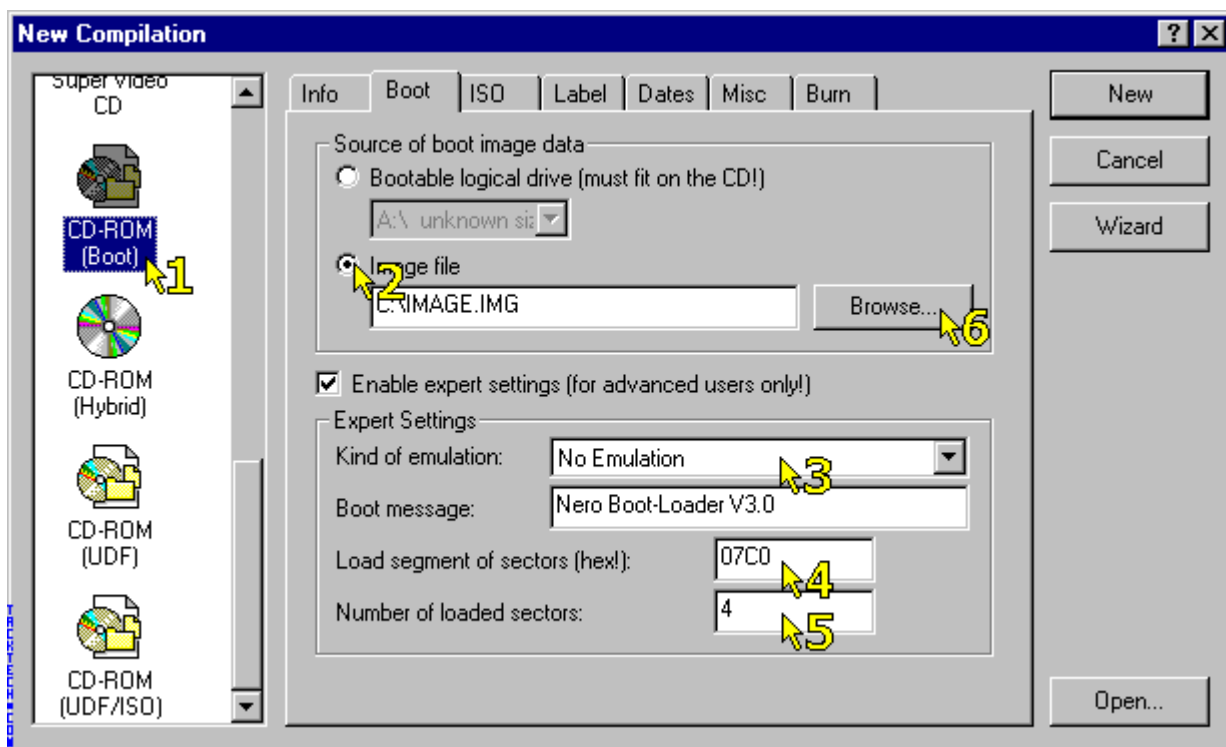 New Compilation
Super Video
CD
CD-ROM
(Boot)
1
CD-ROM
(Hybrid)
CD-ROM
(UDF)
CD-ROM
(UDF/ISO)
Info Boot ISO Label Dates Misc Burn
Source of boot image data
Bootable logical drive (must fit on the CD!)
A:\ unknown siz
Image file
2
C:\IMAGE.IMG
Browse...
6
Enable expert settings (for advanced users only!)
Expert Settings
Kind of emulation: No Emulation
3
Boot message: Nero Boot-Loader V3.0
Load segment of sectors (hex!): 07C0
4
Number of loaded sectors: 4
5
New
Cancel
Wizard
Open...